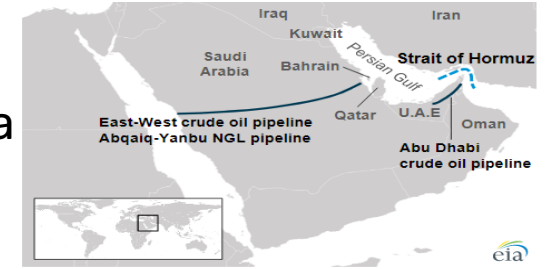 Iraq
Iran
Kuwait
Saudi
Arabia
Bahrain
Persian Gulf
Strait of Hormuz
a
East-West crude oil pipeline
Abqaiq-Yanbu NGL pipeline
Qatar
U.A.E
Oman
Abu Dhabi
crude oil pipeline
eia